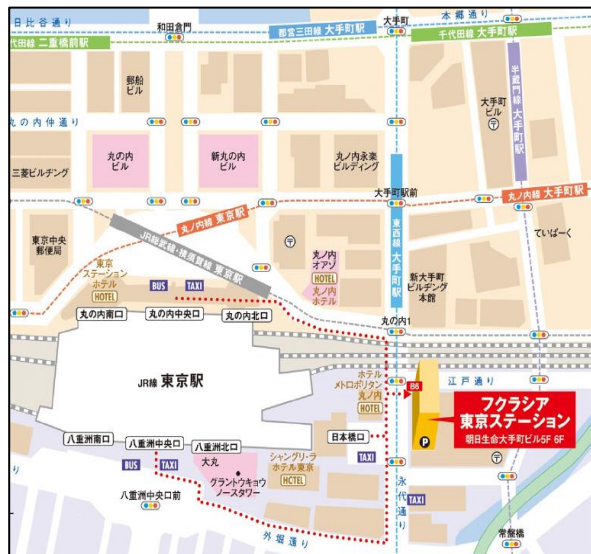 日比谷通り
和田倉門
大手町
本郷通り
代田線 二重橋前駅
都営三田線 大手町駅
千代田線 大手町駅
郵船
ビル
半蔵門線 大手町駅
大手町
ビル
丸の内仲通り
三菱ビルヂング
丸の内
ビル
新丸の内
ビル
丸ノ内永楽
ビルディング
大手町駅前
丸ノ内線 大手町駅
丸ノ内線 東京駅
東西線 大手町駅
JR総武線・横須賀線 東京駅
東京中央
郵便局
ていぱーく
丸ノ内
オアゾ
HOTEL
丸ノ内
ホテル
東京
ステーション
ホテル
HOTEL
BUS
TAXI
新大手町
ビルヂング
本館
丸の内南口
丸の内中央口
丸の内北口
丸の内1
JR線 東京駅
ホテル
メトロポリタン
丸ノ内
HOTEL
江戸通り
B6
フクラシア
東京ステーション
朝日生命大手町ビル5F 6F
P
八重洲南口
八重洲中央口
八重洲北口
日本橋口
BUS
TAXI
大丸
グラントウキョウ
ノースタワー
シャングリ・ラ
ホテル東京
HOTEL
TAXI
TAXI
八重洲中央口前
永代通り
外堀通り
常盤橋